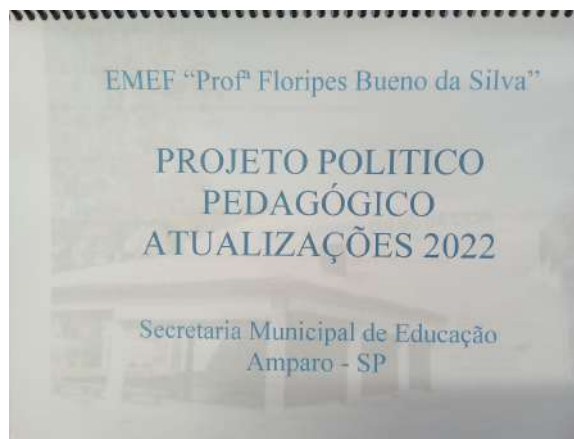 EMEF “Profª Floripes Bueno da Silva”
PROJETO POLITICO
PEDAGÓGICO
ATUALIZAÇÕES 2022
Secretaria Municipal de Educação
Amparo - SP